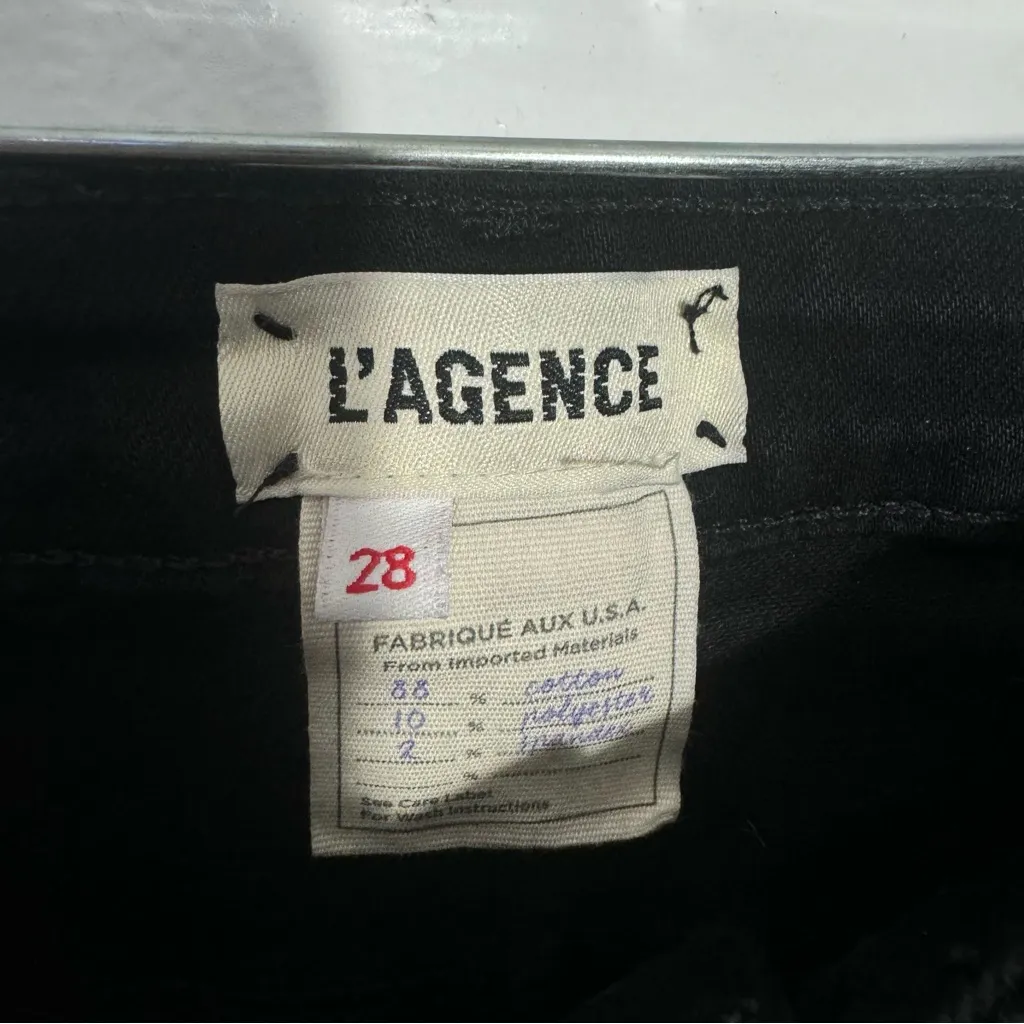 L'AGENCE
28
FABRIQUÉ AUX U.S.A.
From Imported Materials
88 % cotton
10 % polyester
2 %
%
See Care Label
For Wash Instructions